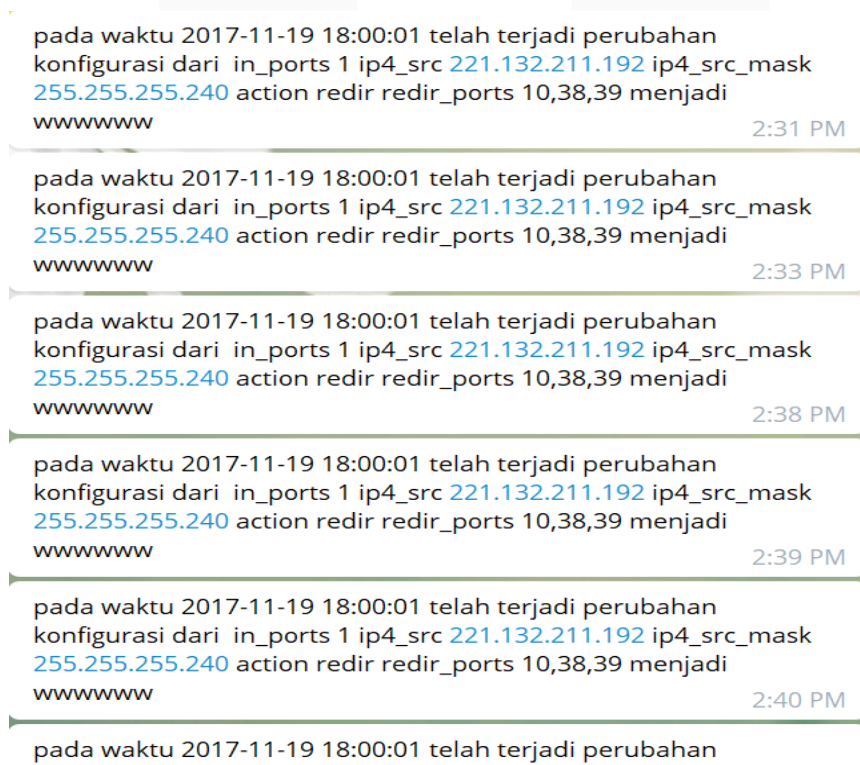 pada waktu 2017-11-19 18:00:01 telah terjadi perubahan
konfigurasi dari  in_ports 1 ip4_src 221.132.211.192 ip4_src_mask
255.255.255.240 action redir redir_ports 10,38,39 menjadi
wwwwww
2:31 PM
pada waktu 2017-11-19 18:00:01 telah terjadi perubahan
konfigurasi dari  in_ports 1 ip4_src 221.132.211.192 ip4_src_mask
255.255.255.240 action redir redir_ports 10,38,39 menjadi
wwwwww
2:33 PM
pada waktu 2017-11-19 18:00:01 telah terjadi perubahan
konfigurasi dari  in_ports 1 ip4_src 221.132.211.192 ip4_src_mask
255.255.255.240 action redir redir_ports 10,38,39 menjadi
wwwwww
2:38 PM
pada waktu 2017-11-19 18:00:01 telah terjadi perubahan
konfigurasi dari  in_ports 1 ip4_src 221.132.211.192 ip4_src_mask
255.255.255.240 action redir redir_ports 10,38,39 menjadi
wwwwww
2:39 PM
pada waktu 2017-11-19 18:00:01 telah terjadi perubahan
konfigurasi dari  in_ports 1 ip4_src 221.132.211.192 ip4_src_mask
255.255.255.240 action redir redir_ports 10,38,39 menjadi
wwwwww
2:40 PM
pada waktu 2017-11-19 18:00:01 telah terjadi perubahan